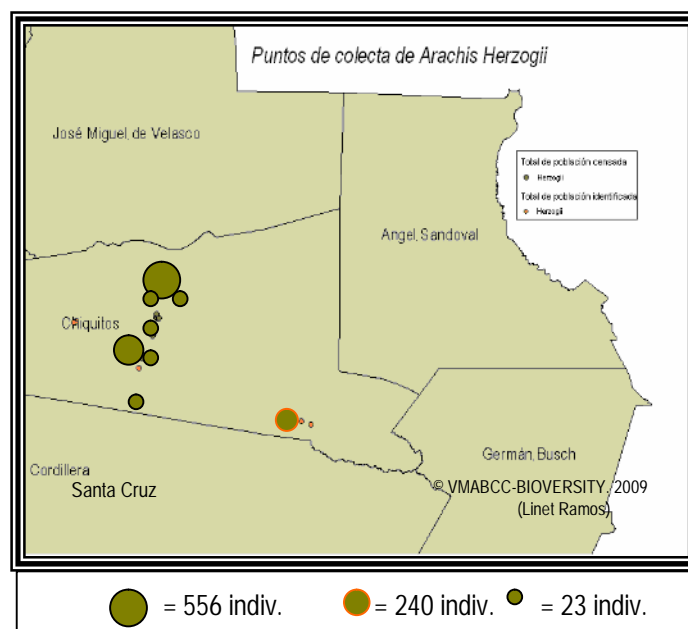 Puntos de colecta de Arachis Herzogii
José Miguel, de Velasco
Total de población censada
Herzogii
Total de población identificada
Herzogii
Angel, Sandoval
Chiquitos
Germán, Busch
Cordillera
Santa Cruz
© VMABCC-BIOVERSITY, 2009
(Linet Ramos)
= 556 indiv. = 240 indiv. = 23 indiv.